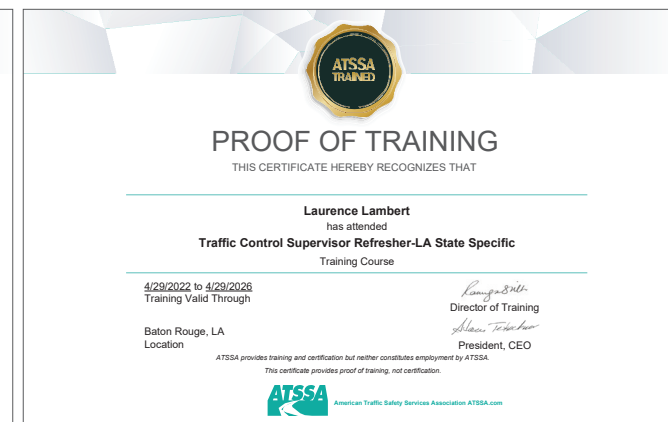 ATSSA
TRAINED
PROOF OF TRAINING
THIS CERTIFICATE HEREBY RECOGNIZES THAT
Laurence Lambert
has attended
Traffic Control Supervisor Refresher-LA State Specific
Training Course
4/29/2022 to 4/29/2026
Training Valid Through
Director of Training
Baton Rouge, LA
Location
President, CEO
ATSSA provides training and certification but neither constitutes employment by ATSSA.
This certificate provides proof of training, not certification.
ATSSA
American Traffic Safety Services Association ATSSA.com